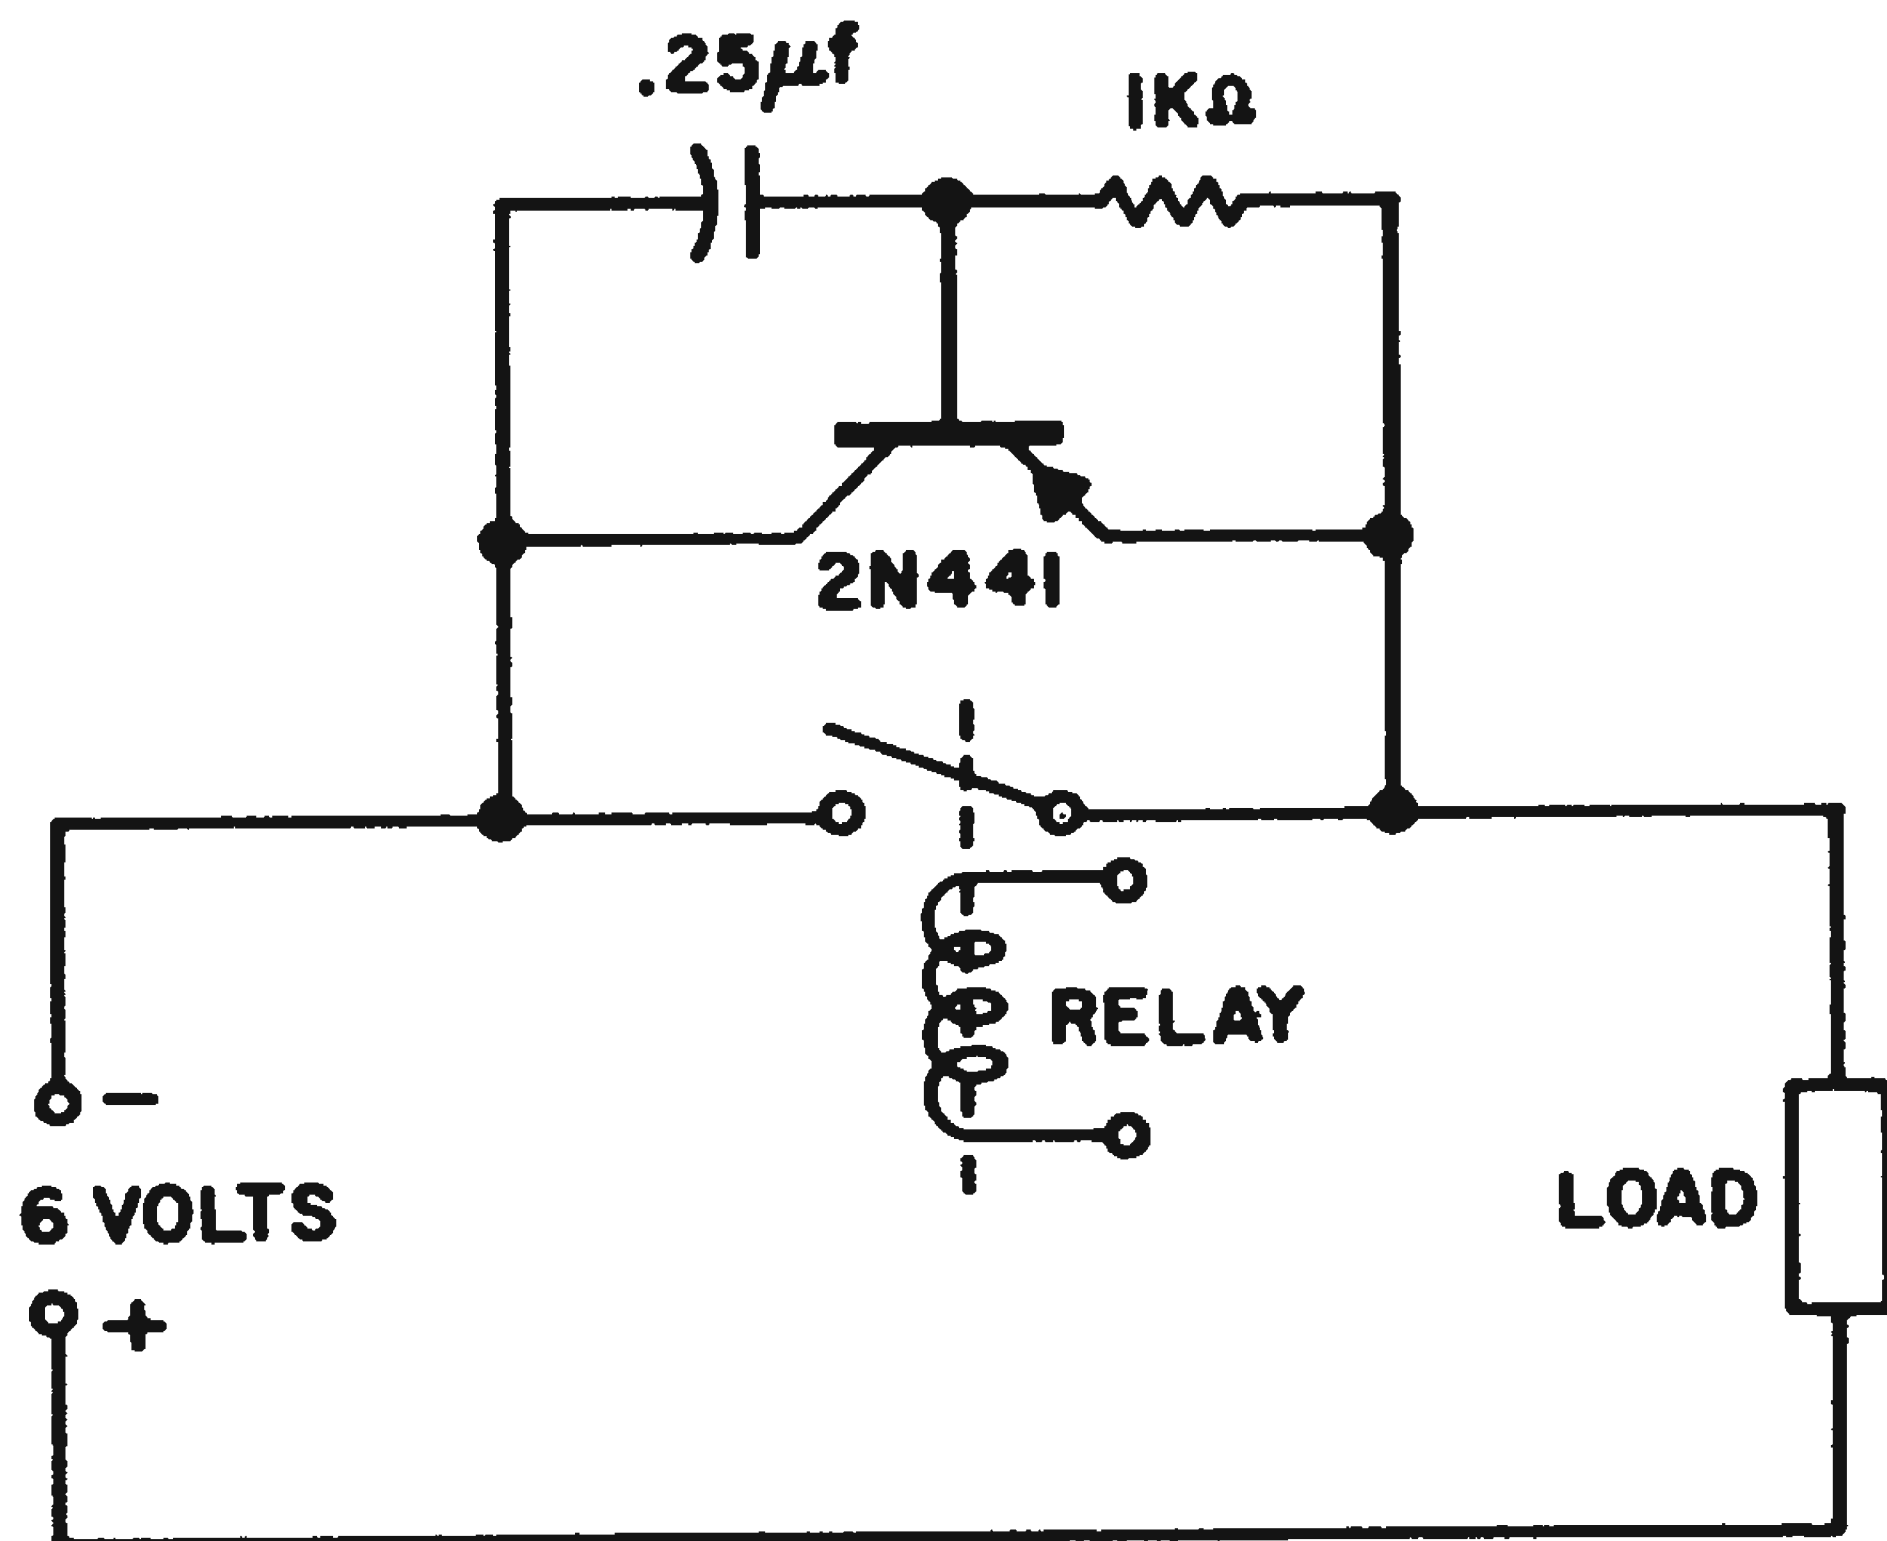 .25μf
1KΩ
2N441
RELAY
−
6 VOLTS
+
LOAD